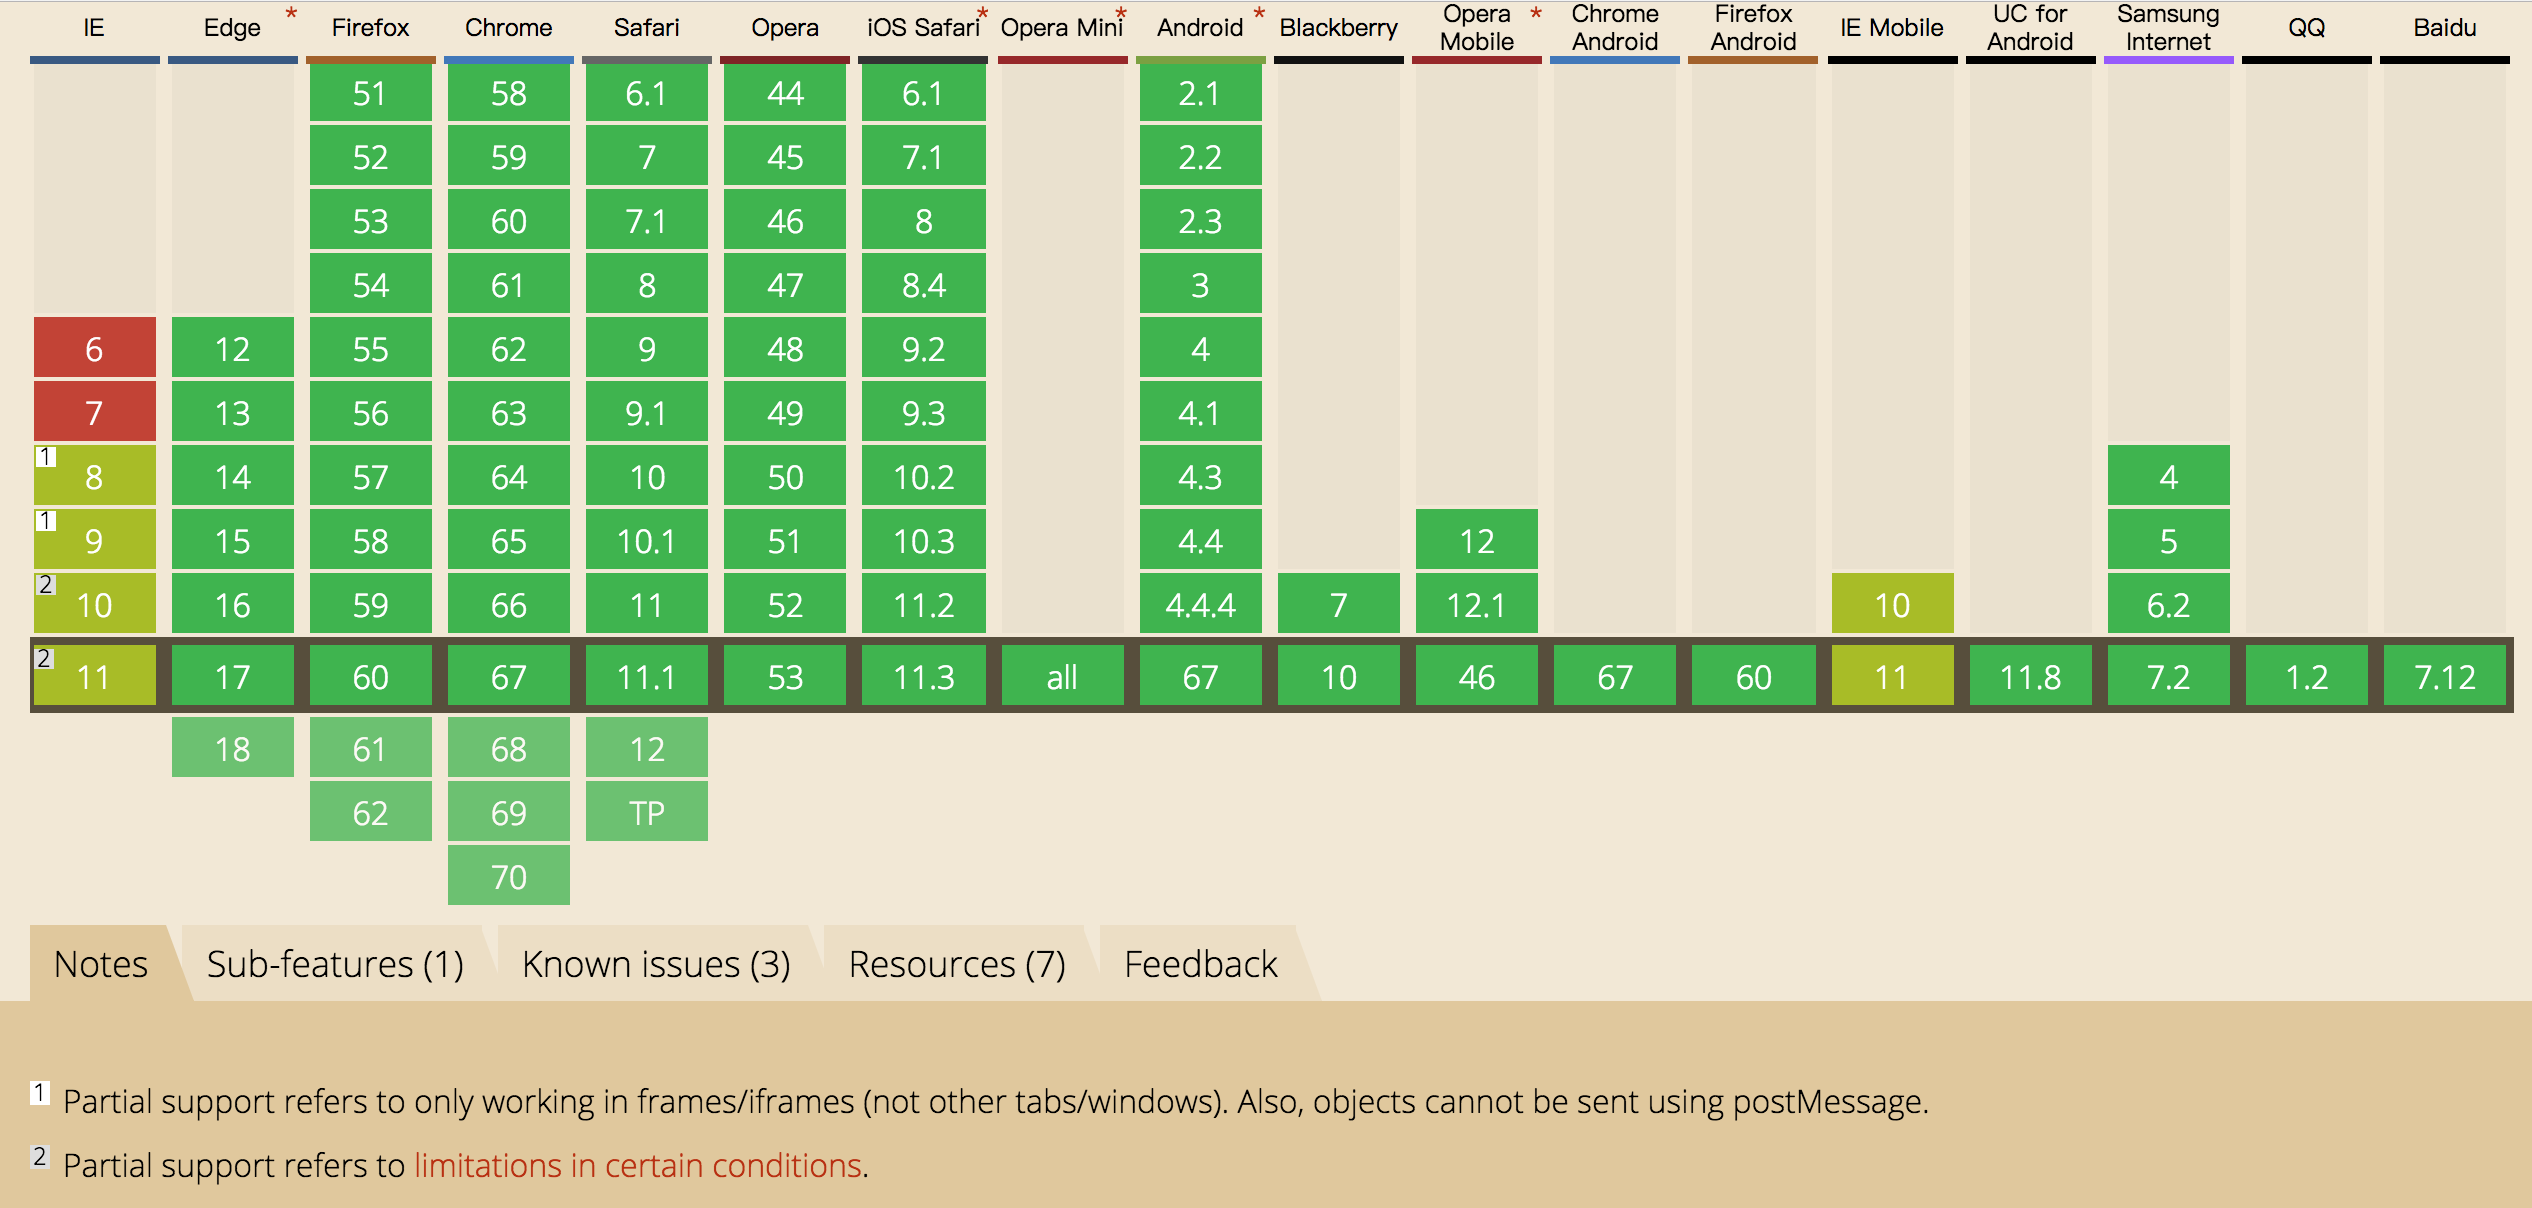 IE Edge * Firefox Chrome Safari Opera iOS Safari * Opera Mini * Android * Blackberry Opera Mobile * Chrome Android Firefox Android IE Mobile UC for Android Samsung Internet QQ Baidu
51 58 6.1 44 6.1 2.1
52 59 7 45 7.1 2.2
53 60 7.1 46 8 2.3
54 61 8 47 8.4 3
6 12 55 62 9 48 9.2 4
7 13 56 63 9.1 49 9.3 4.1
1 8 14 57 64 10 50 10.2 4.3 4
1 9 15 58 65 10.1 51 10.3 4.4 12 5
2 10 16 59 66 11 52 11.2 4.4.4 7 12.1 10 6.2
2 11 17 60 67 11.1 53 11.3 all 67 10 46 67 60 11 11.8 7.2 1.2 7.12
18 61 68 12
62 69 TP
70
Notes Sub-features (1) Known issues (3) Resources (7) Feedback
1 Partial support refers to only working in frames/iframes (not other tabs/windows). Also, objects cannot be sent using postMessage.
2 Partial support refers to limitations in certain conditions.